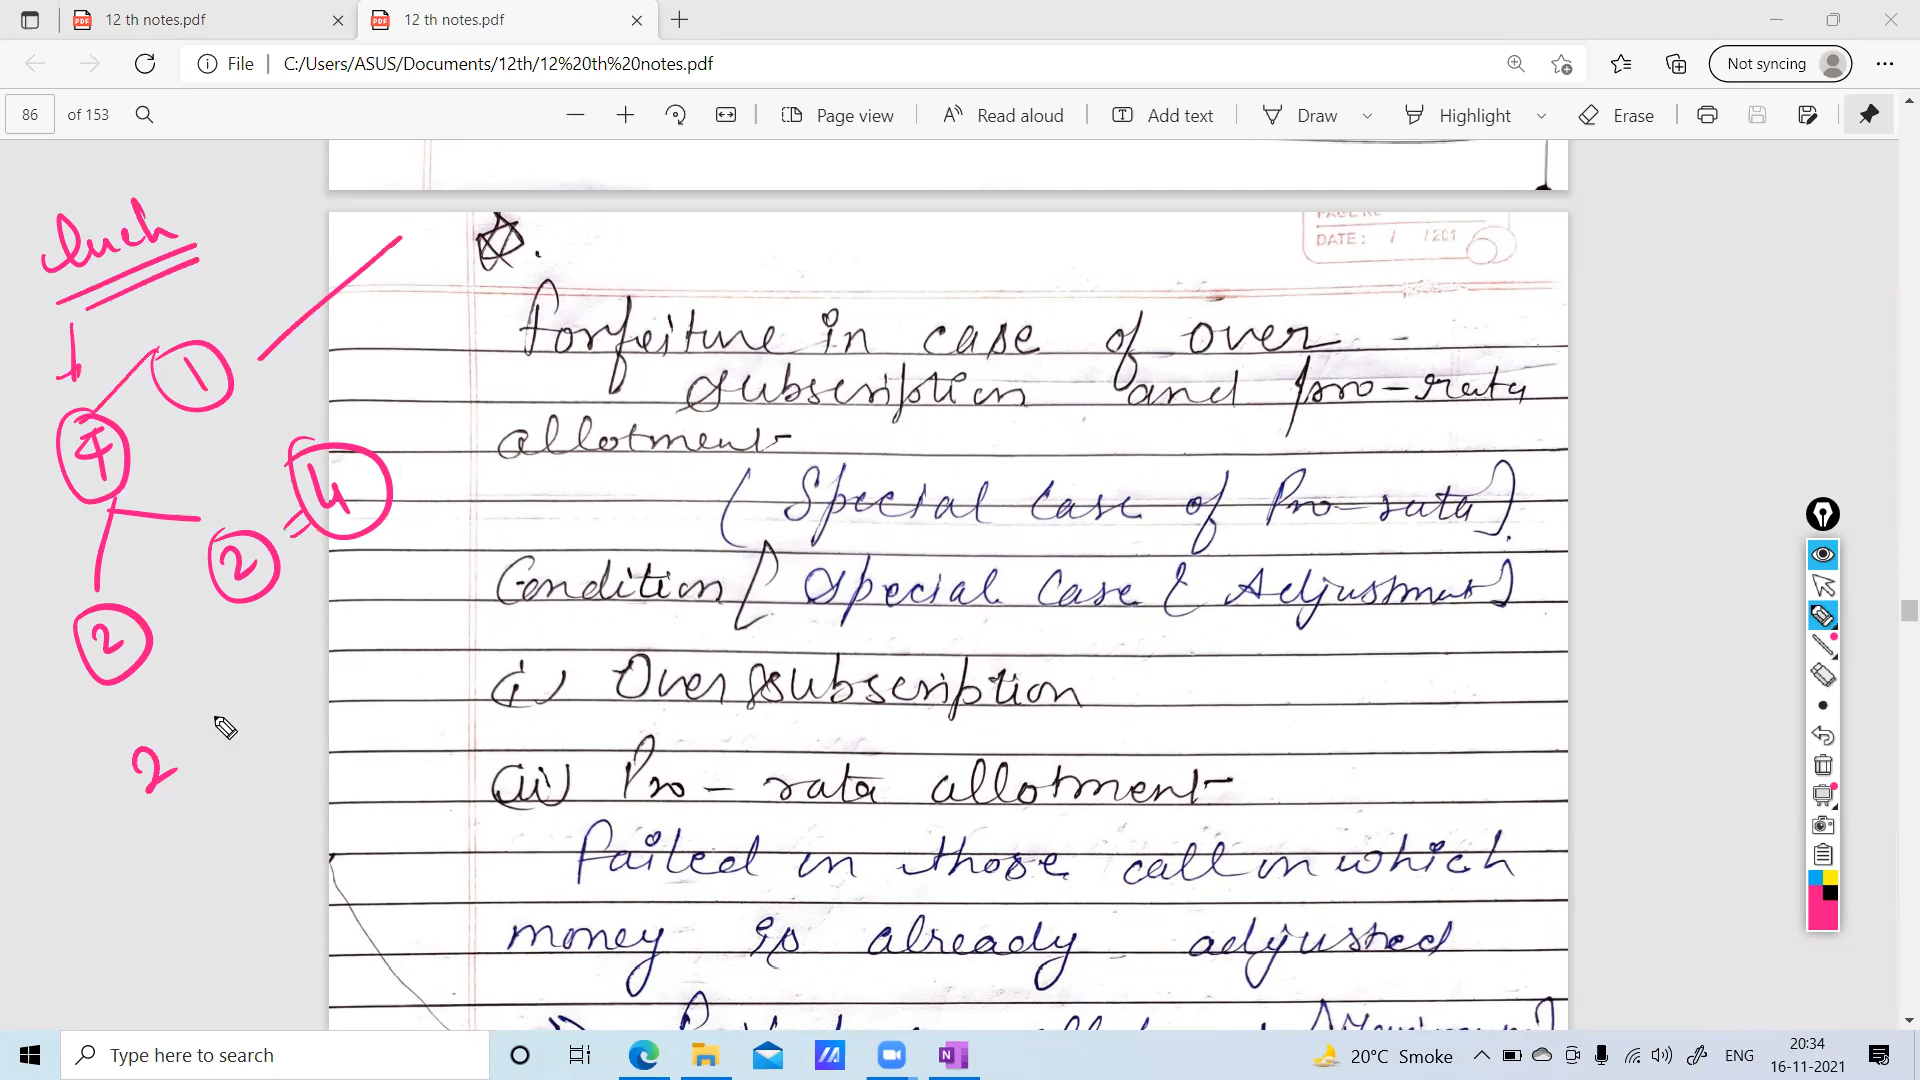 12 th notes.pdf
12 th notes.pdf
File
C:/Users/ASUS/Documents/12th/12%20th%20notes.pdf
Not syncing
86 of 153
Page view
Read aloud
Add text
Draw
Highlight
Erase
DATE: / /201
Forfeiture in case of over
subscription and pro-rata
allotment
(Special Case of Pro-rata)
Condition [Special Case & Adjustment]
(i) Over subscription
(ii) Pro-rata allotment
failed in those call in which
money is already adjusted
1
4
2
2
2
Type here to search
20°C Smoke
ENG
20:34
16-11-2021